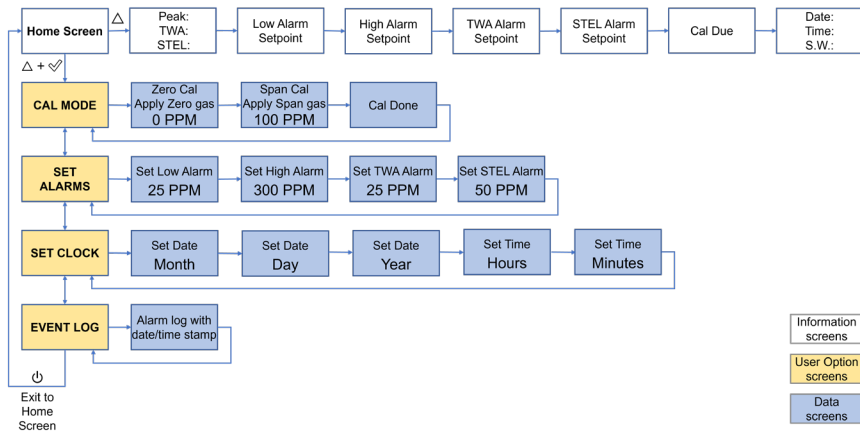 Home Screen
△
Peak:
TWA:
STEL:
Low Alarm
Setpoint
High Alarm
Setpoint
TWA Alarm
Setpoint
STEL Alarm
Setpoint
Cal Due
Date:
Time:
S.W.:
△ + ✓
CAL MODE
Zero Cal
Apply Zero gas
0 PPM
Span Cal
Apply Span gas
100 PPM
Cal Done
SET
ALARMS
Set Low Alarm
25 PPM
Set High Alarm
300 PPM
Set TWA Alarm
25 PPM
Set STEL Alarm
50 PPM
SET CLOCK
Set Date
Month
Set Date
Day
Set Date
Year
Set Time
Hours
Set Time
Minutes
EVENT LOG
Alarm log with
date/time stamp
Exit to
Home
Screen
Information
screens
User Option
screens
Data
screens